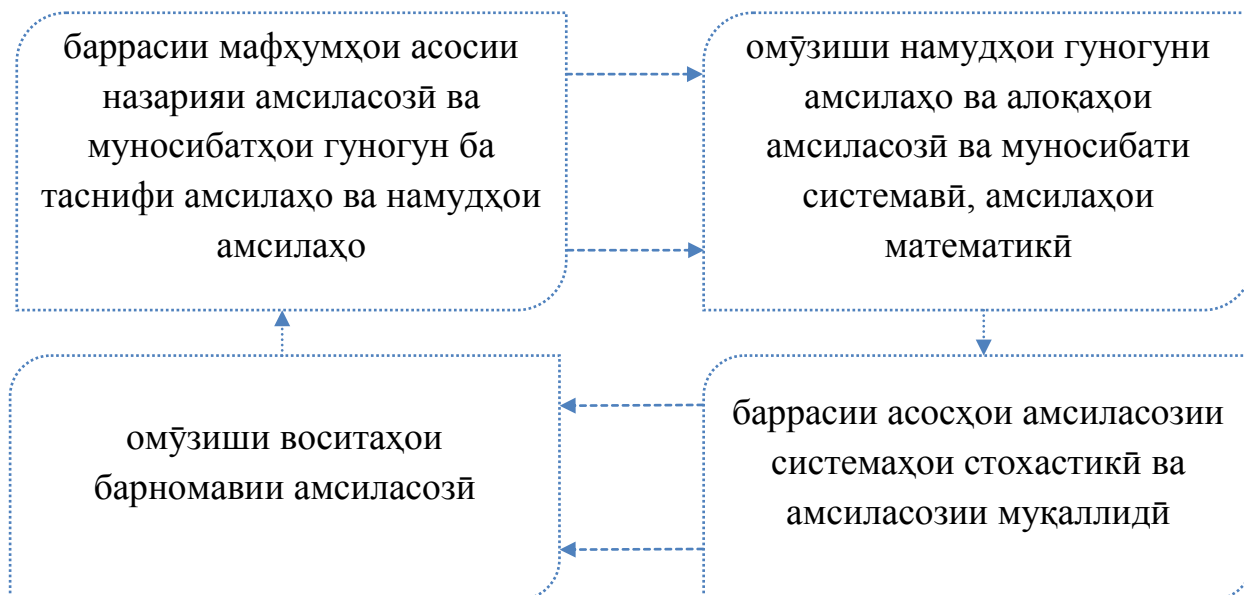 баррасии мафҳумҳои асосии
назарияи амсиласозӣ ва
муносибатҳои гуногун ба
таснифи амсилаҳо ва намудҳои
амсилаҳо
омӯзиши намудҳои гуногуни
амсилаҳо ва алоқаҳои
амсиласозӣ ва муносибати
системавӣ, амсилаҳои
математикӣ
омӯзиши воситаҳои
барномавии амсиласозӣ
баррасии асосҳои амсиласозии
системаҳои стохастикӣ ва
амсиласозии муқаллидӣ